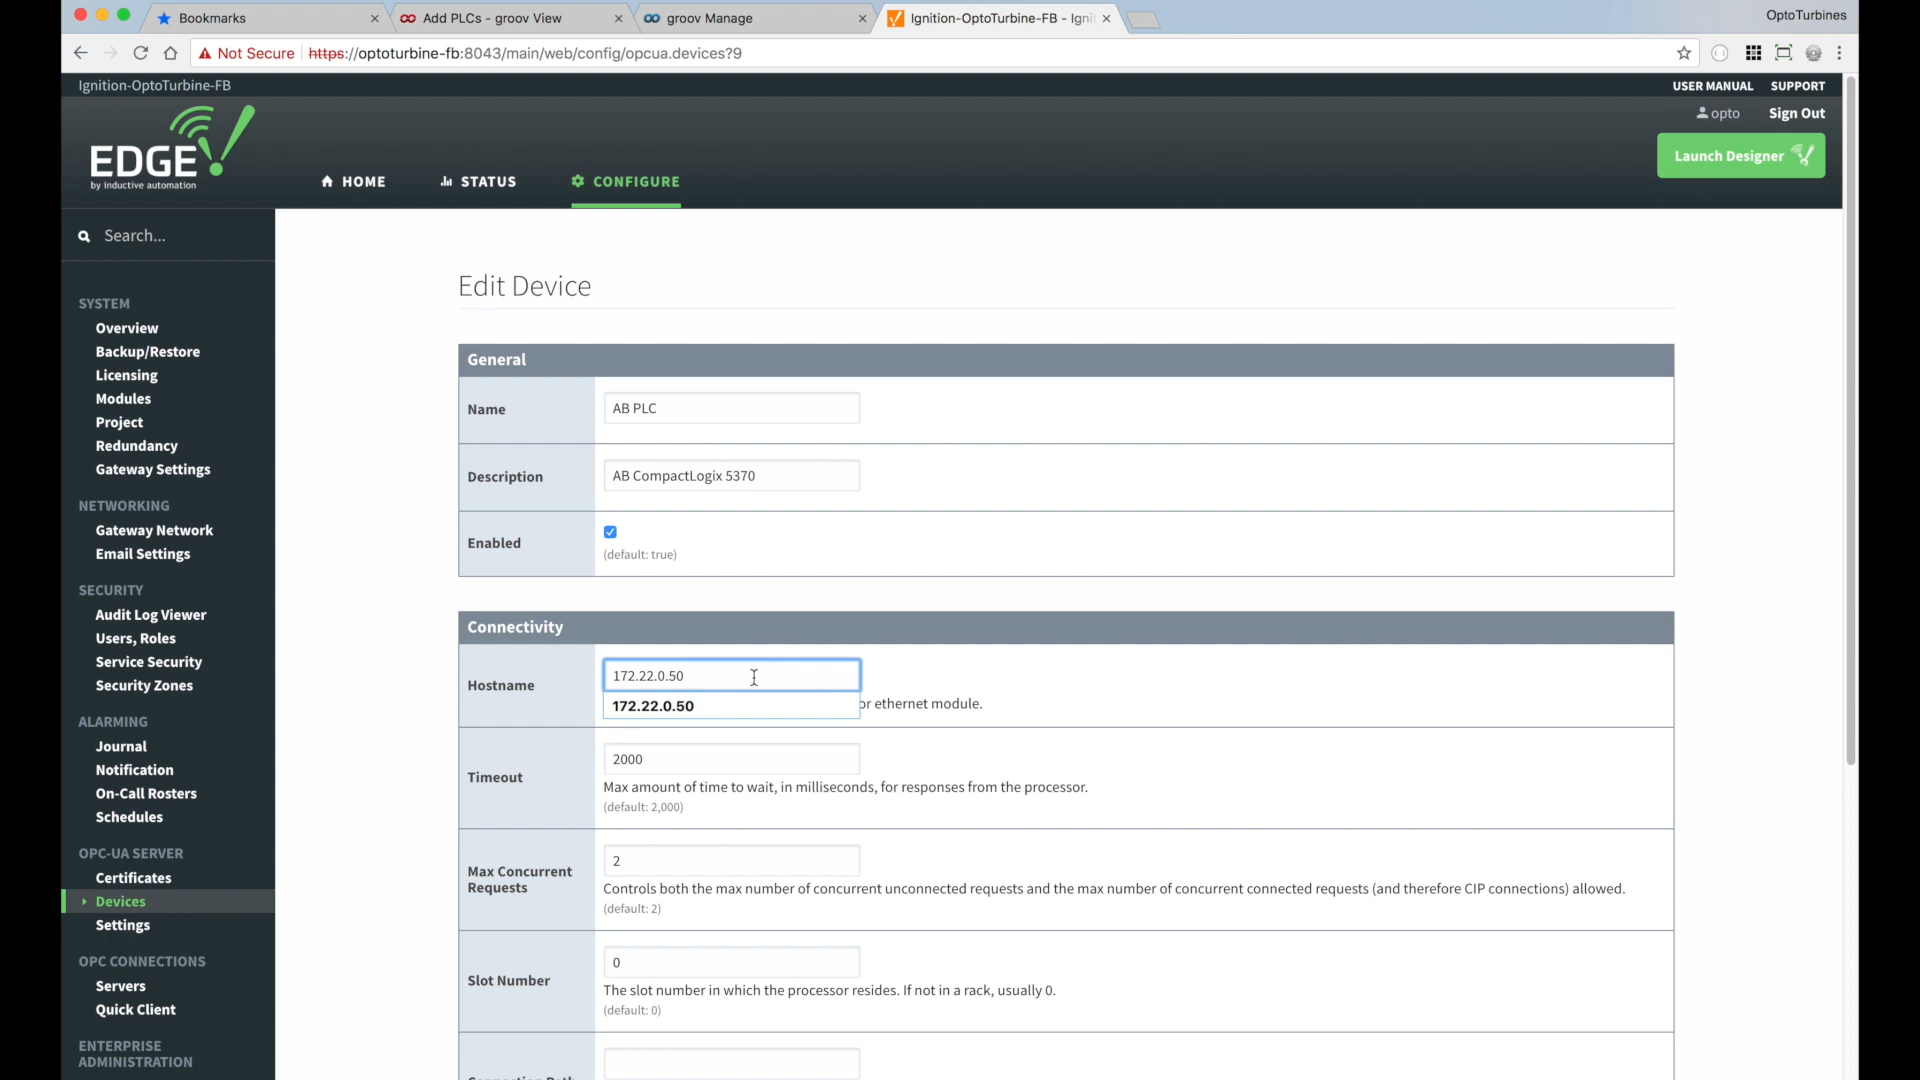 Bookmarks
Add PLCs - groov View
groov Manage
Ignition-OptoTurbine-FB - Ignit
OptoTurbines
Not Secure https://optoturbine-fb:8043/main/web/config/opcua.devices?9
Ignition-OptoTurbine-FB
USER MANUAL SUPPORT
opto Sign Out
EDGE!
by inductive automation
HOME
STATUS
CONFIGURE
Launch Designer
Search...
SYSTEM
Overview
Backup/Restore
Licensing
Modules
Project
Redundancy
Gateway Settings
NETWORKING
Gateway Network
Email Settings
SECURITY
Audit Log Viewer
Users, Roles
Service Security
Security Zones
ALARMING
Journal
Notification
On-Call Rosters
Schedules
OPC-UA SERVER
Certificates
Devices
Settings
OPC CONNECTIONS
Servers
Quick Client
ENTERPRISE
ADMINISTRATION
Edit Device
General
Name
AB PLC
Description
AB CompactLogix 5370
Enabled
(default: true)
Connectivity
Hostname
172.22.0.50
172.22.0.50
or ethernet module.
Timeout
2000
Max amount of time to wait, in milliseconds, for responses from the processor.
(default: 2,000)
Max Concurrent
Requests
2
Controls both the max number of concurrent unconnected requests and the max number of concurrent connected requests (and therefore CIP connections) allowed.
(default: 2)
Slot Number
0
The slot number in which the processor resides. If not in a rack, usually 0.
(default: 0)
Connection Path